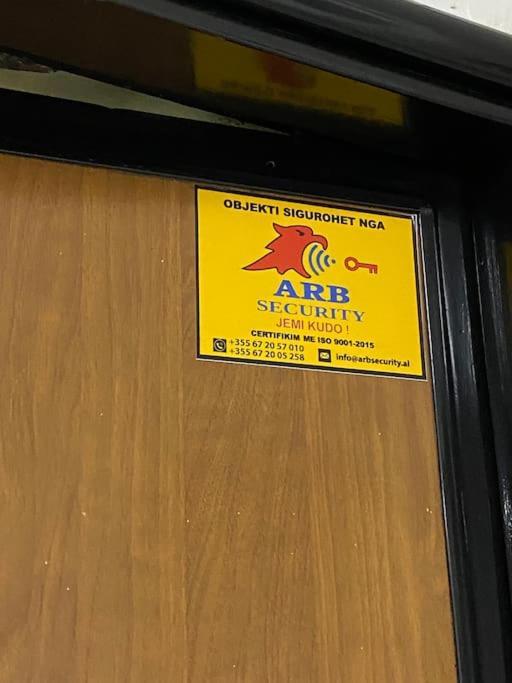 OBJEKTI SIGUROHET NGA
ARB
SECURITY
JEMI KUDO !
CERTIFIKIM ME ISO 9001-2015
+355 67 20 57 010
+355 67 20 05 258 info@arbsecurity.al